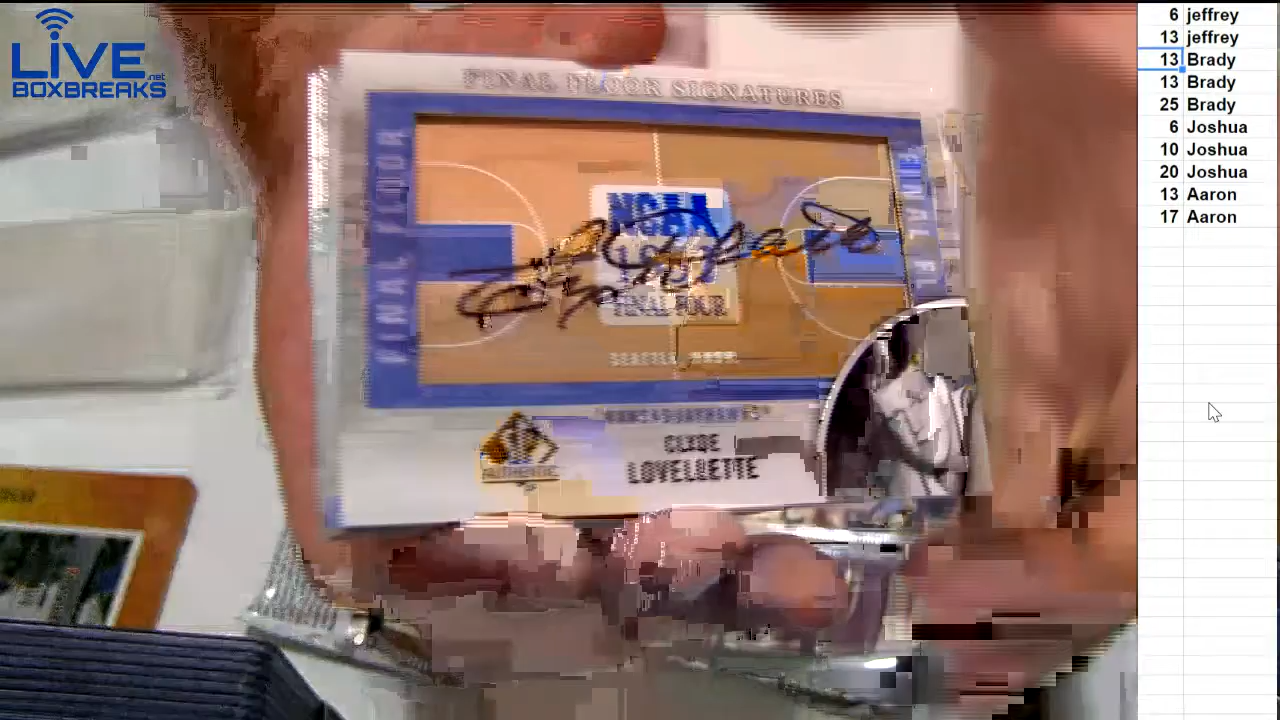 LiVE.net
BOXBREAKS
FINAL FLOOR SIGNATURES
FINAL FLOOR
NCAA
FINAL FOUR
AUTHENTIC
CLYDE
LOVELLETTE
6 jeffrey
13 jeffrey
13 Brady
13 Brady
25 Brady
6 Joshua
10 Joshua
20 Joshua
13 Aaron
17 Aaron